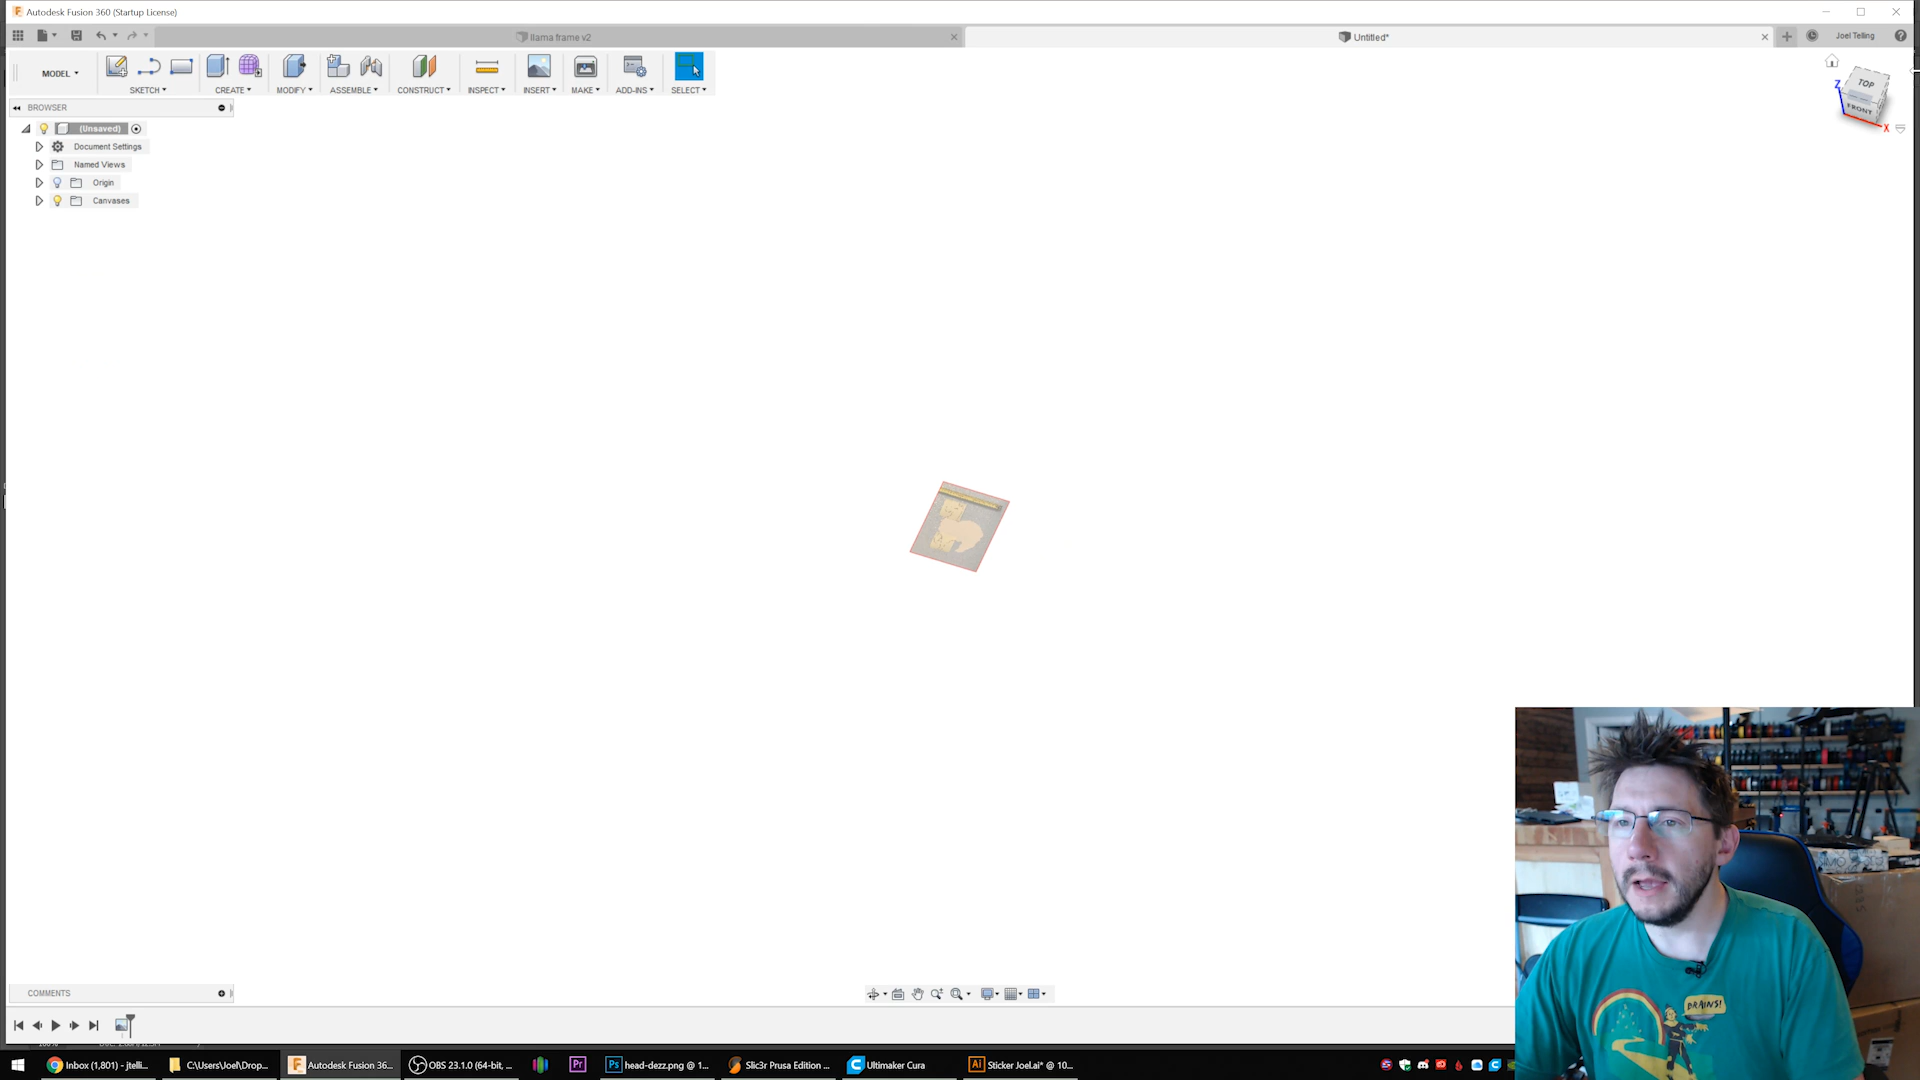 Autodesk Fusion 360 (Startup License)
llama frame v2
Untitled*
Joel Telling
MODEL
SKETCH
CREATE
MODIFY
ASSEMBLE
CONSTRUCT
INSPECT
INSERT
MAKE
ADD-INS
SELECT
TOP
FRONT
Z
X
BROWSER
(Unsaved)
Document Settings
Named Views
Origin
Canvases
COMMENTS
BRAINS!
Inbox (1,801) - jtelli...
C:\Users\Joel\Drop...
Autodesk Fusion 36...
OBS 23.1.0 (64-bit, ...
Pr
Ps
head-dezz.png @ 1...
Slic3r Prusa Edition ...
Ultimaker Cura
Ai
Sticker Joel.ai* @ 10...